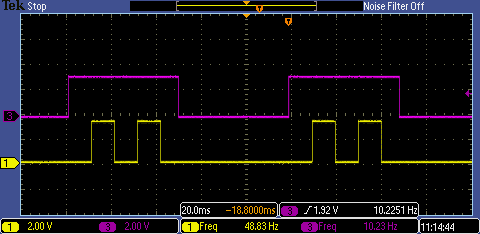 Tek Stop Noise Filter Off
T
T
3
1
20.0ms -18.8000ms 3 1.92 V 10.2251 Hz
1 2.00 V 3 2.00 V 1 Freq 48.83 Hz 3 Freq 10.23 Hz 11:14:44